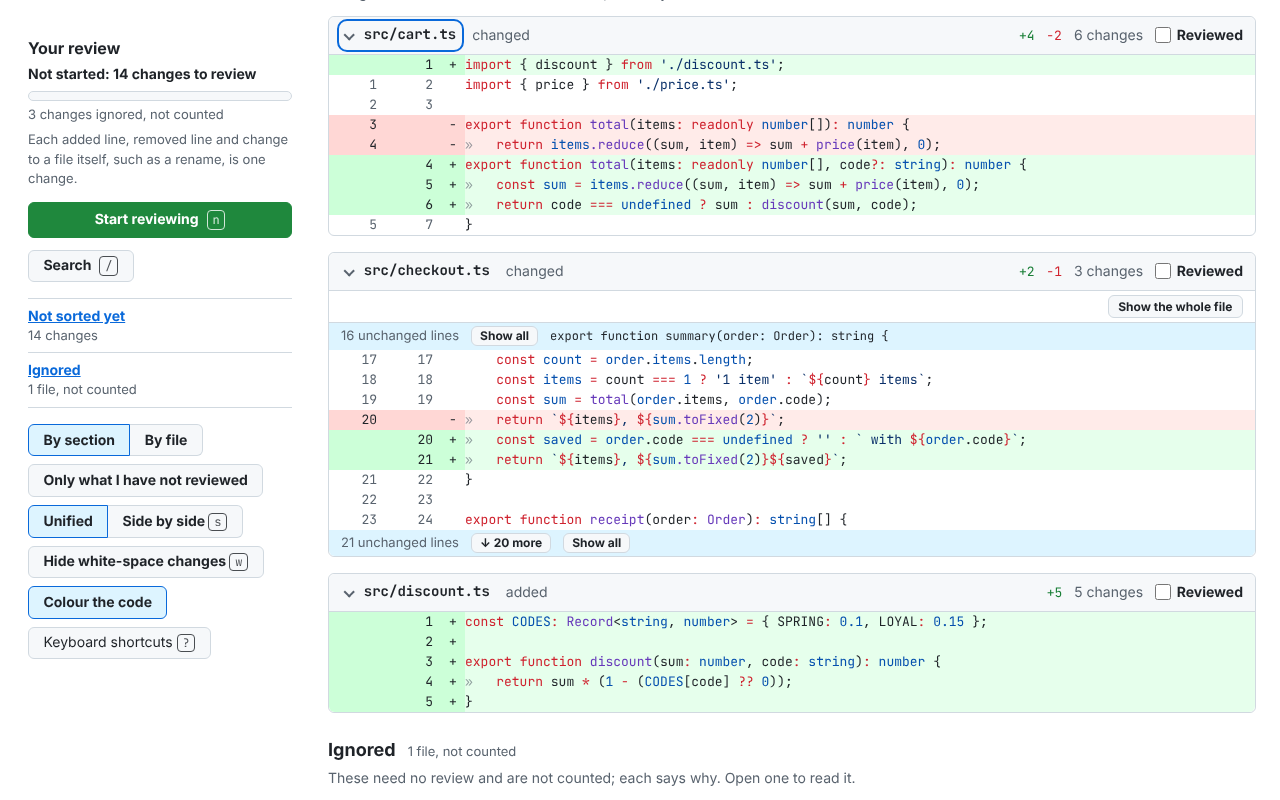 Your review
Not started: 14 changes to review
3 changes ignored, not counted
Each added line, removed line and change
to a file itself, such as a rename, is one
change.
Start reviewing n
Search /
Not sorted yet
14 changes
Ignored
1 file, not counted
By section By file
Only what I have not reviewed
Unified Side by side s
Hide white-space changes w
Colour the code
Keyboard shortcuts ?
src/cart.ts changed +4 -2 6 changes Reviewed
1 + import { discount } from './discount.ts';
1 2 import { price } from './price.ts';
2 3
3 - export function total(items: readonly number[]): number {
4 - » return items.reduce((sum, item) => sum + price(item), 0);
4 + export function total(items: readonly number[], code?: string): number {
5 + » const sum = items.reduce((sum, item) => sum + price(item), 0);
6 + » return code === undefined ? sum : discount(sum, code);
5 7 }
src/checkout.ts changed +2 -1 3 changes Reviewed
Show the whole file
16 unchanged lines Show all export function summary(order: Order): string {
17 17 const count = order.items.length;
18 18 const items = count === 1 ? '1 item' : `${count} items`;
19 19 const sum = total(order.items, order.code);
20 - » return `${items}, ${sum.toFixed(2)}`;
20 + » const saved = order.code === undefined ? '' : ` with ${order.code}`;
21 + » return `${items}, ${sum.toFixed(2)}${saved}`;
21 22 }
22 23
23 24 export function receipt(order: Order): string[] {
21 unchanged lines ↓ 20 more Show all
src/discount.ts added +5 5 changes Reviewed
1 + const CODES: Record<string, number> = { SPRING: 0.1, LOYAL: 0.15 };
2 +
3 + export function discount(sum: number, code: string): number {
4 + » return sum * (1 - (CODES[code] ?? 0));
5 + }
Ignored 1 file, not counted
These need no review and are not counted; each says why. Open one to read it.